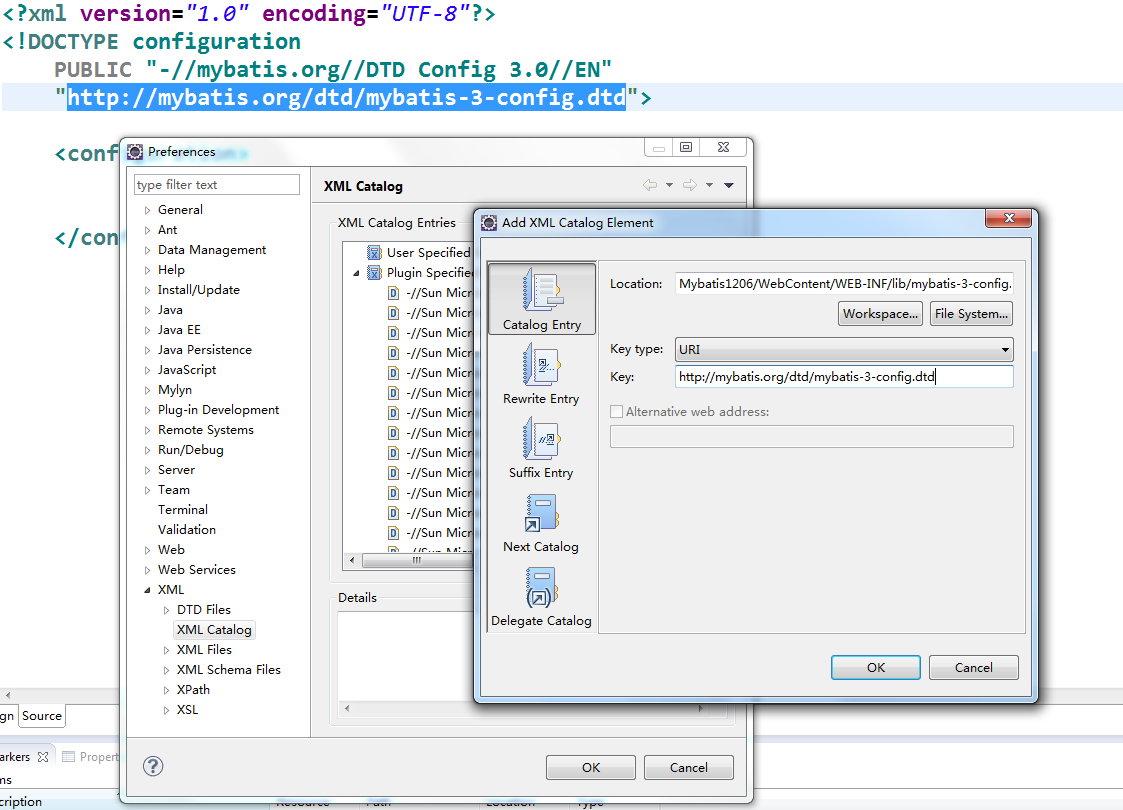 <?xml version="1.0" encoding="UTF-8"?>
<!DOCTYPE configuration
PUBLIC "-//mybatis.org//DTD Config 3.0//EN"
"http://mybatis.org/dtd/mybatis-3-config.dtd">
<conf
</con
Preferences
type filter text
General
Ant
Data Management
Help
Install/Update
Java
Java EE
Java Persistence
JavaScript
Mylyn
Plug-in Development
Remote Systems
Run/Debug
Server
Team
Terminal
Validation
Web
Web Services
XML
DTD Files
XML Catalog
XML Files
XML Schema Files
XPath
XSL
XML Catalog
XML Catalog Entries
User Specified
Plugin Specifie
-//Sun Micr
-//Sun Micr
-//Sun Micr
-//Sun Micr
-//Sun Micr
-//Sun Micr
-//Sun Micr
-//Sun Micr
-//Sun Micr
-//Sun Micr
-//Sun Micr
-//Sun Micr
-//Sun Micr
-//Sun Micr
Details
OK
Cancel
Add XML Catalog Element
Catalog Entry
Rewrite Entry
Suffix Entry
Next Catalog
Delegate Catalog
Location:
Mybatis1206/WebContent/WEB-INF/lib/mybatis-3-config.
Workspace...
File System...
Key type:
URI
Key:
http://mybatis.org/dtd/mybatis-3-config.dtd
Alternative web address:
OK
Cancel
gn
Source
arkers
Propert
ms
cription
Resource
Path
Location
Type